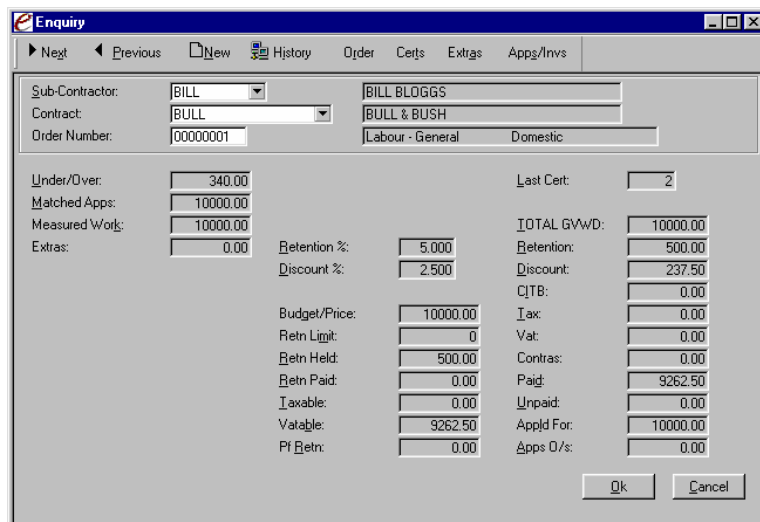 Enquiry
Next Previous New History Order Certs Extras Apps/Invs
Sub-Contractor: BILL BILL BLOGGS
Contract: BULL BULL & BUSH
Order Number: 00000001 Labour - General Domestic
Under/Over: 340.00 Last Cert: 2
Matched Apps: 10000.00
Measured Work: 10000.00 TOTAL GVWD: 10000.00
Extras: 0.00 Retention %: 5.000 Retention: 500.00
Discount %: 2.500 Discount: 237.50
CITB: 0.00
Budget/Price: 10000.00 Tax: 0.00
Retn Limit: 0 Vat: 0.00
Retn Held: 500.00 Contras: 0.00
Retn Paid: 0.00 Paid: 9262.50
Taxable: 0.00 Unpaid: 0.00
Vatable: 9262.50 Appld For: 10000.00
Pf Retn: 0.00 Apps O/s: 0.00
Ok Cancel